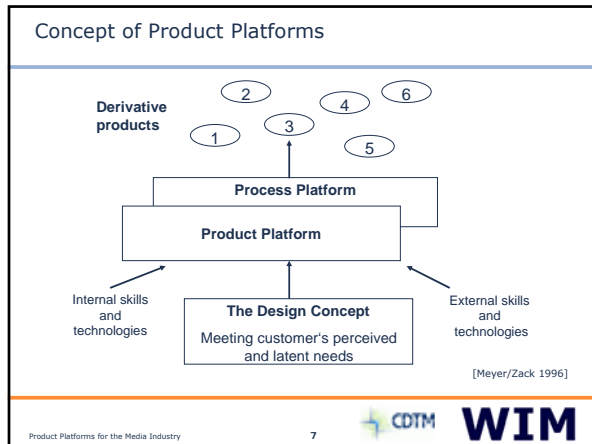 Concept of Product Platforms
Derivative
products
2
4
6
1
3
5
Process Platform
Product Platform
Internal skills
and
technologies
The Design Concept
Meeting customer‘s perceived
and latent needs
External skills
and
technologies
[Meyer/Zack 1996]
Product Platforms for the Media Industry
7
CDTM
WIM